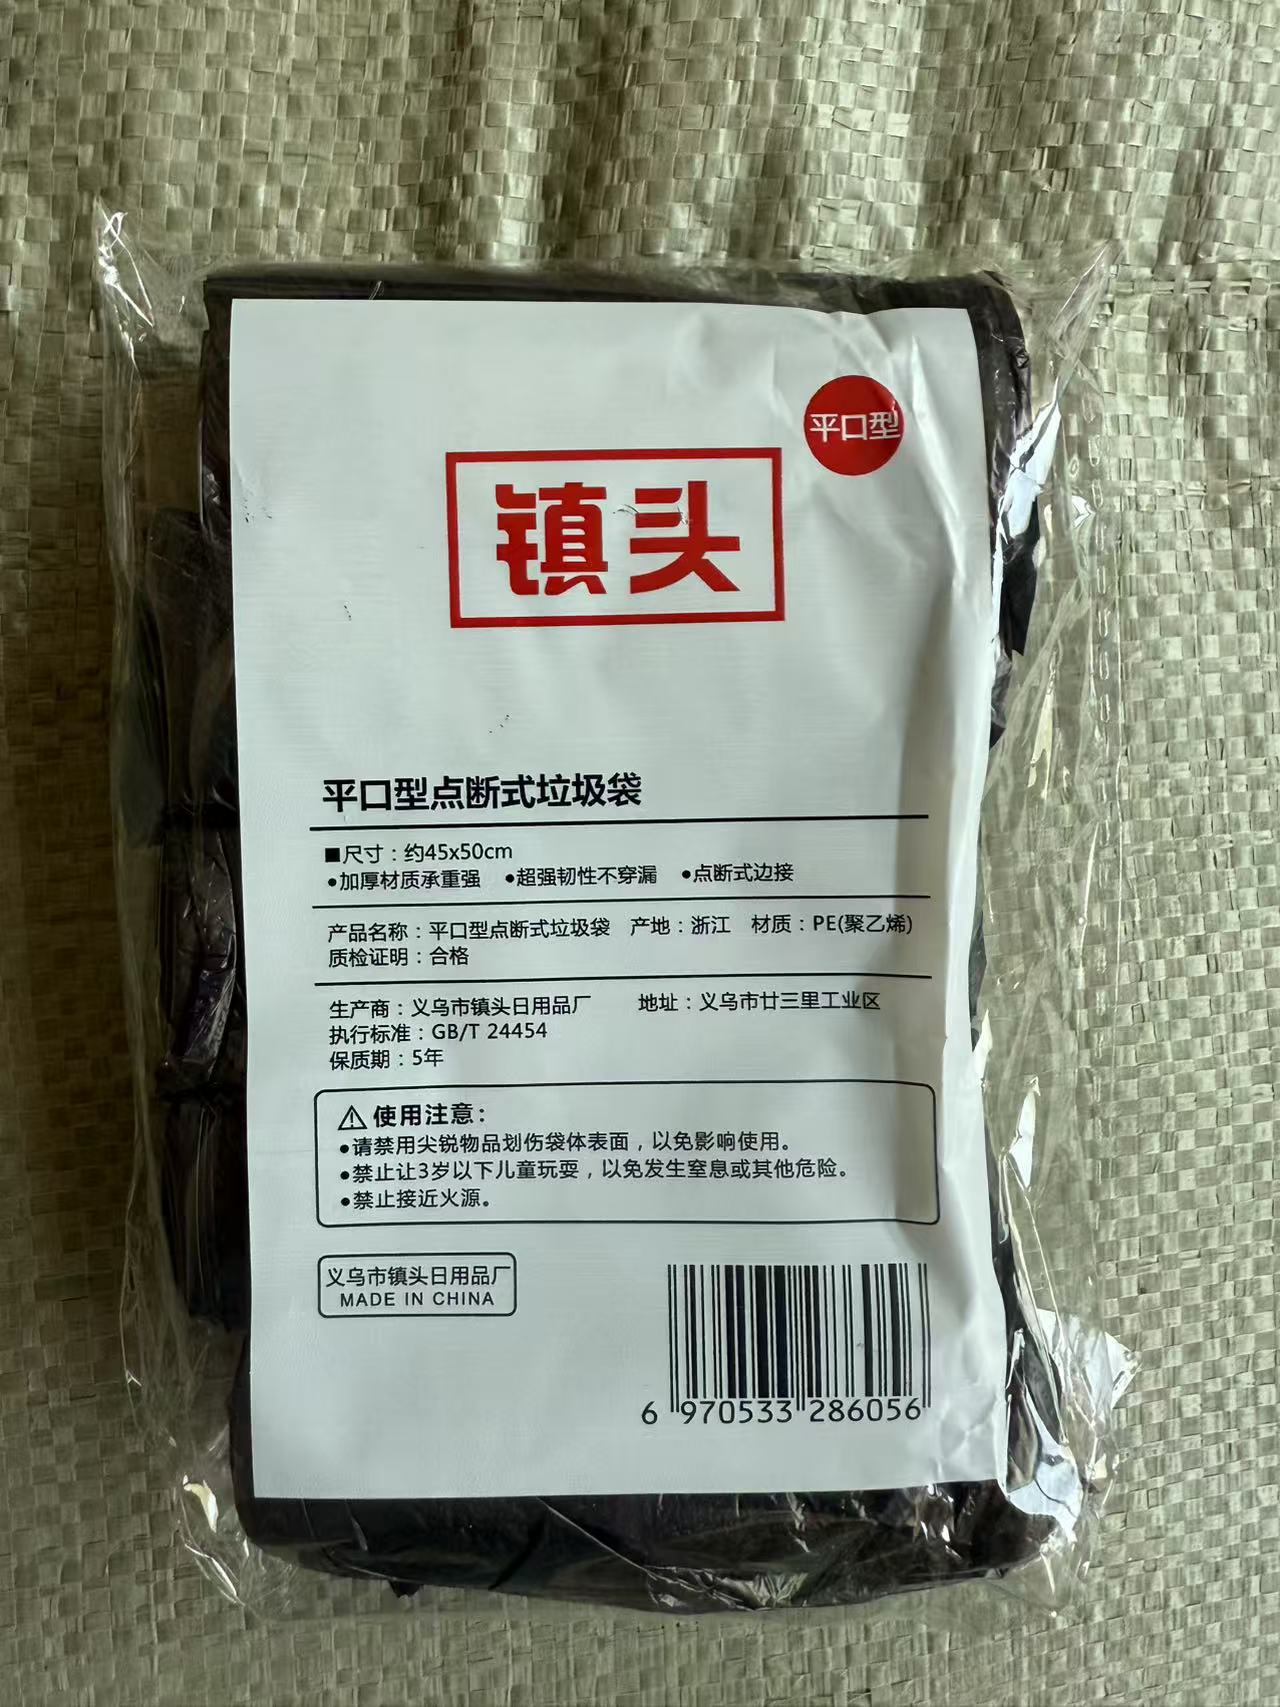 平口型
镇头
平口型点断式垃圾袋
■尺寸：约45x50cm
●加厚材质承重强 ●超强韧性不穿漏 ●点断式边接
产品名称：平口型点断式垃圾袋 产地：浙江 材质：PE(聚乙烯)
质检证明：合格
生产商：义乌市镇头日用品厂 地址：义乌市廿三里工业区
执行标准：GB/T 24454
保质期：5年
⚠使用注意：
●请禁用尖锐物品划伤袋体表面，以免影响使用。
●禁止让3岁以下儿童玩耍，以免发生窒息或其他危险。
●禁止接近火源。
义乌市镇头日用品厂
MADE IN CHINA
6 970533 286056